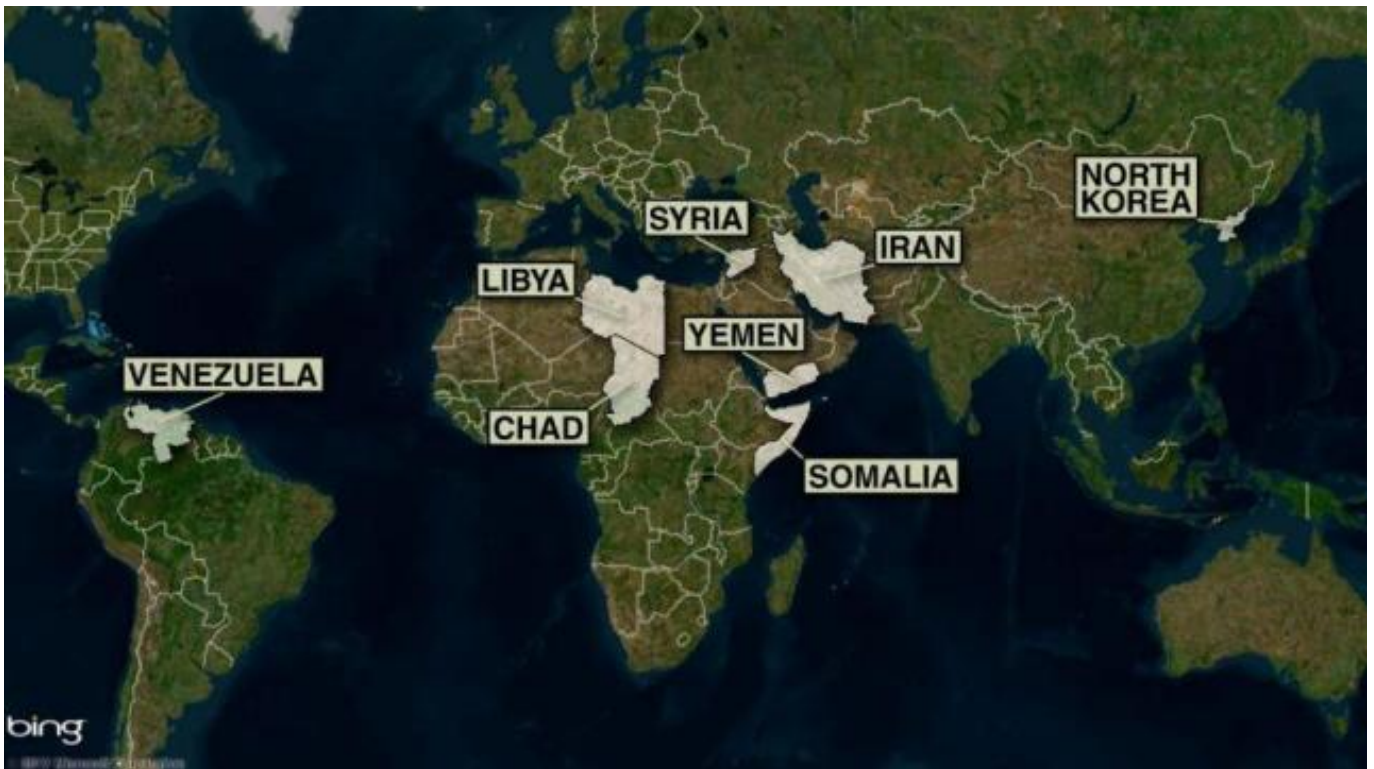 NORTH
KOREA
SYRIA
IRAN
LIBYA
YEMEN
VENEZUELA
CHAD
SOMALIA
bing